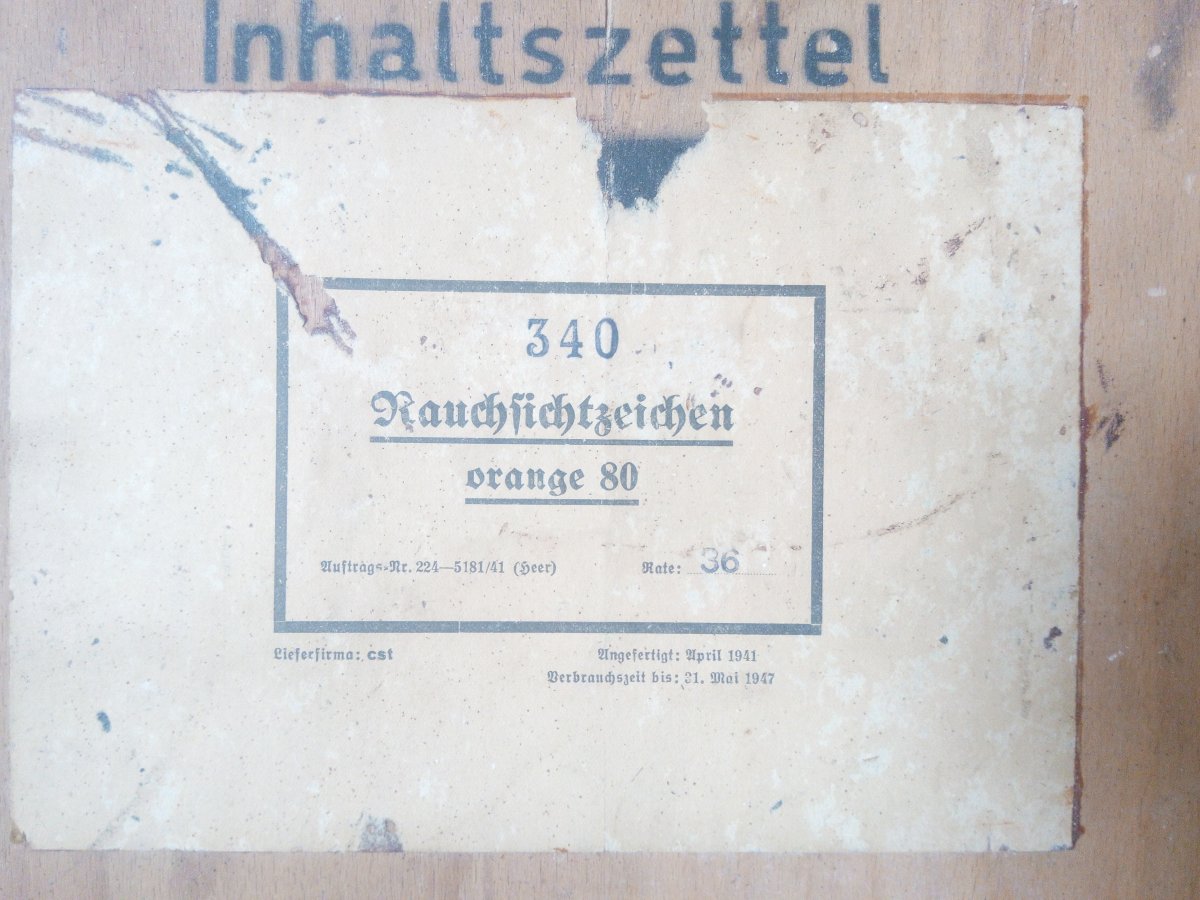 Inhaltszettel
340
Rauchsichtzeichen
orange 80
Auftrags-Nr. 224—5181/41 (Heer) Rate: 36
Lieferfirma: cst Angefertigt: April 1941
Verbrauchszeit bis: 31. Mai 1947